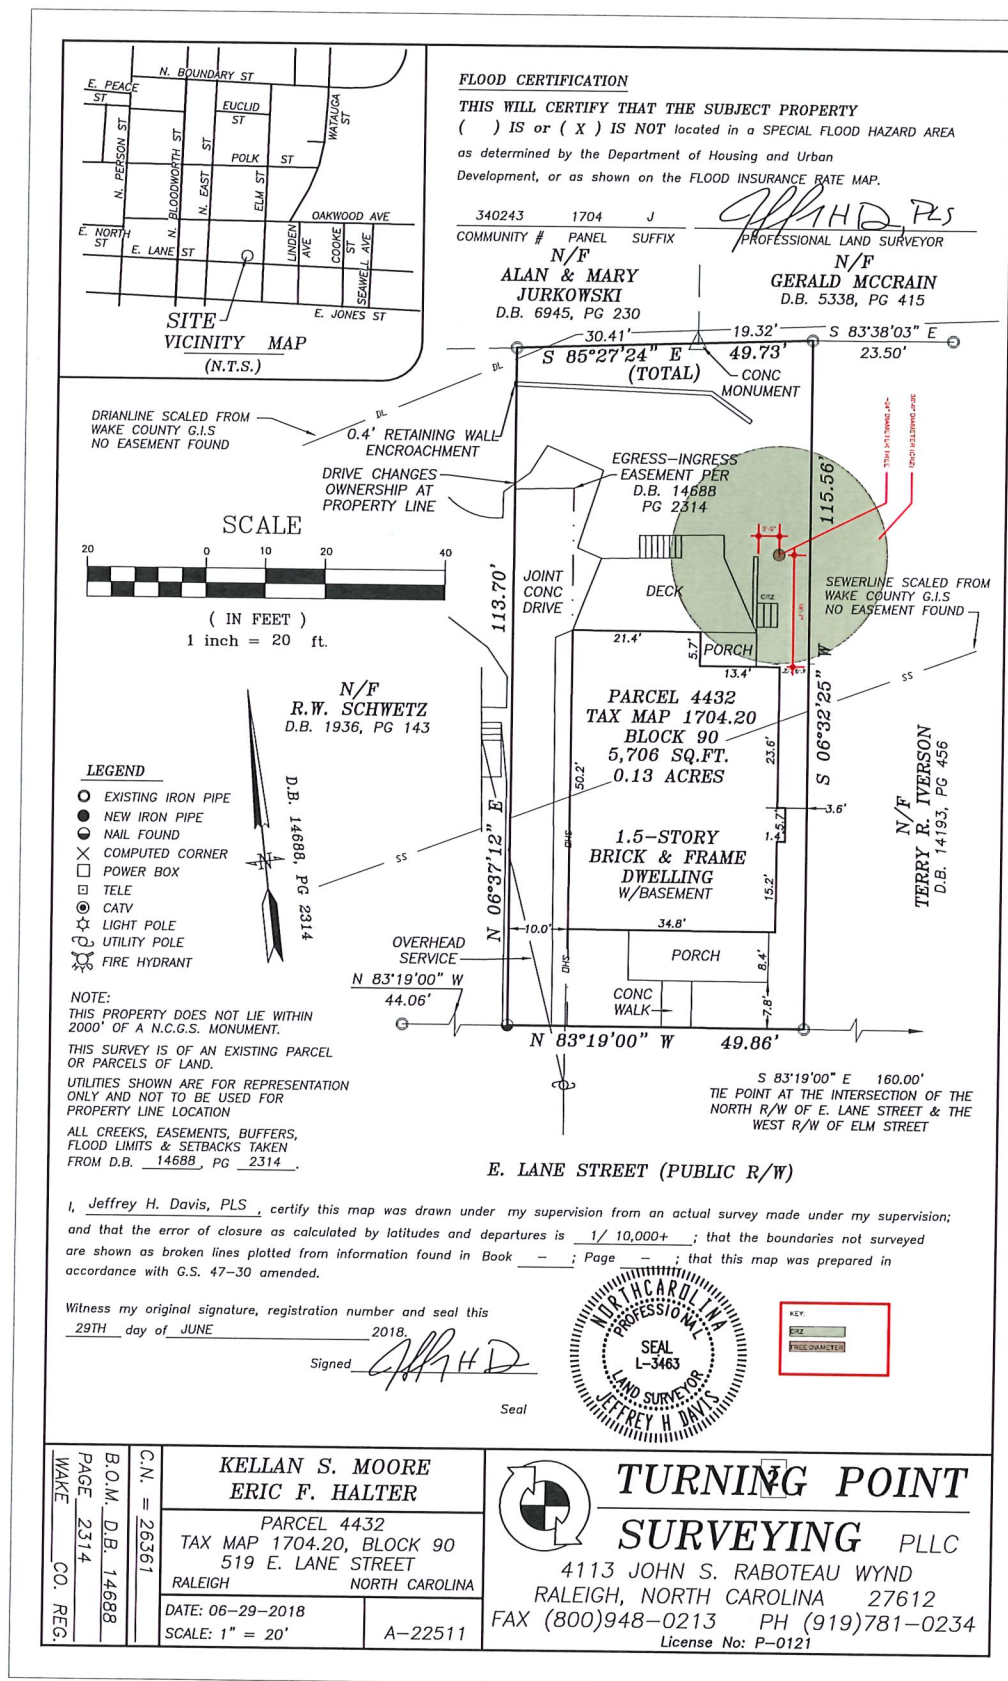 N. BOUNDARY ST
E. PEACE
ST
EUCLID
ST
WATAUGA
ST
N. PERSON ST
N. BLOODWORTH ST
N. EAST ST
POLK ST
ELM ST
OAKWOOD AVE
E. NORTH
ST
E. LANE ST
LINDEN
AVE
COOKE
ST
SEAWELL AVE
E. JONES ST
SITE
VICINITY MAP
(N.T.S.)
FLOOD CERTIFICATION
THIS WILL CERTIFY THAT THE SUBJECT PROPERTY
( ) IS or ( X ) IS NOT located in a SPECIAL FLOOD HAZARD AREA
as determined by the Department of Housing and Urban
Development, or as shown on the FLOOD INSURANCE RATE MAP.
340243 1704 J
COMMUNITY # PANEL SUFFIX
PLS
PROFESSIONAL LAND SURVEYOR
N/F
ALAN & MARY
JURKOWSKI
D.B. 6945, PG 230
N/F
GERALD MCCRAIN
D.B. 5338, PG 415
30.41'
19.32'
S 83°38'03" E
23.50'
S 85°27'24" E 49.73'
(TOTAL)
CONC
MONUMENT
DL
DL
DRIANLINE SCALED FROM
WAKE COUNTY G.I.S
NO EASEMENT FOUND
0.4' RETAINING WALL
ENCROACHMENT
DRIVE CHANGES
OWNERSHIP AT
PROPERTY LINE
EGRESS-INGRESS
EASEMENT PER
D.B. 14688
PG 2314
115.56'
SCALE
20 0 10 20 40
( IN FEET )
1 inch = 20 ft.
113.70'
JOINT
CONC
DRIVE
DECK
CRZ
SEWERLINE SCALED FROM
WAKE COUNTY G.I.S
NO EASEMENT FOUND
21.4'
5.7'
PORCH
13.4'
SS
N/F
R.W. SCHWETZ
D.B. 1936, PG 143
PARCEL 4432
TAX MAP 1704.20
BLOCK 90
5,706 SQ.FT.
0.13 ACRES
S 06°32'25" W
23.6'
50.2'
3.6'
5.7'
1.4'
15.2'
N/F
TERRY R. IVERSON
D.B. 14193, PG 456
LEGEND
EXISTING IRON PIPE
NEW IRON PIPE
NAIL FOUND
COMPUTED CORNER
POWER BOX
TELE
CATV
LIGHT POLE
UTILITY POLE
FIRE HYDRANT
N
D.B. 14688, PG 2314
SS
N 06°37'12" E
OHS
OHS
1.5-STORY
BRICK & FRAME
DWELLING
W/BASEMENT
10.0'
34.8'
OVERHEAD
SERVICE
PORCH
8.4'
N 83°19'00" W
44.06'
CONC
WALK
7.8'
N 83°19'00" W 49.86'
NOTE:
THIS PROPERTY DOES NOT LIE WITHIN
2000' OF A N.C.G.S. MONUMENT.
THIS SURVEY IS OF AN EXISTING PARCEL
OR PARCELS OF LAND.
UTILITIES SHOWN ARE FOR REPRESENTATION
ONLY AND NOT TO BE USED FOR
PROPERTY LINE LOCATION
ALL CREEKS, EASEMENTS, BUFFERS,
FLOOD LIMITS & SETBACKS TAKEN
FROM D.B. 14688, PG 2314.
S 83°19'00" E 160.00'
TIE POINT AT THE INTERSECTION OF THE
NORTH R/W OF E. LANE STREET & THE
WEST R/W OF ELM STREET
E. LANE STREET (PUBLIC R/W)
I, Jeffrey H. Davis, PLS, certify this map was drawn under my supervision from an actual survey made under my supervision;
and that the error of closure as calculated by latitudes and departures is 1/ 10,000+ ; that the boundaries not surveyed
are shown as broken lines plotted from information found in Book - ; Page - ; that this map was prepared in
accordance with G.S. 47-30 amended.
Witness my original signature, registration number and seal this
29TH day of JUNE 2018.
Signed
Seal
NORTH CAROLINA
PROFESSIONAL
SEAL
L-3463
LAND SURVEYOR
JEFFREY H DAVIS
KEY:
CRZ
TREE DIAMETER
C.N. = 26361
B.O.M. D.B. 14688
PAGE 2314
WAKE CO. REG.
KELLAN S. MOORE
ERIC F. HALTER
PARCEL 4432
TAX MAP 1704.20, BLOCK 90
519 E. LANE STREET
RALEIGH NORTH CAROLINA
DATE: 06-29-2018
SCALE: 1" = 20'
A-22511
TURNING POINT
SURVEYING PLLC
4113 JOHN S. RABOTEAU WYND
RALEIGH, NORTH CAROLINA 27612
FAX (800)948-0213 PH (919)781-0234
License No: P-0121